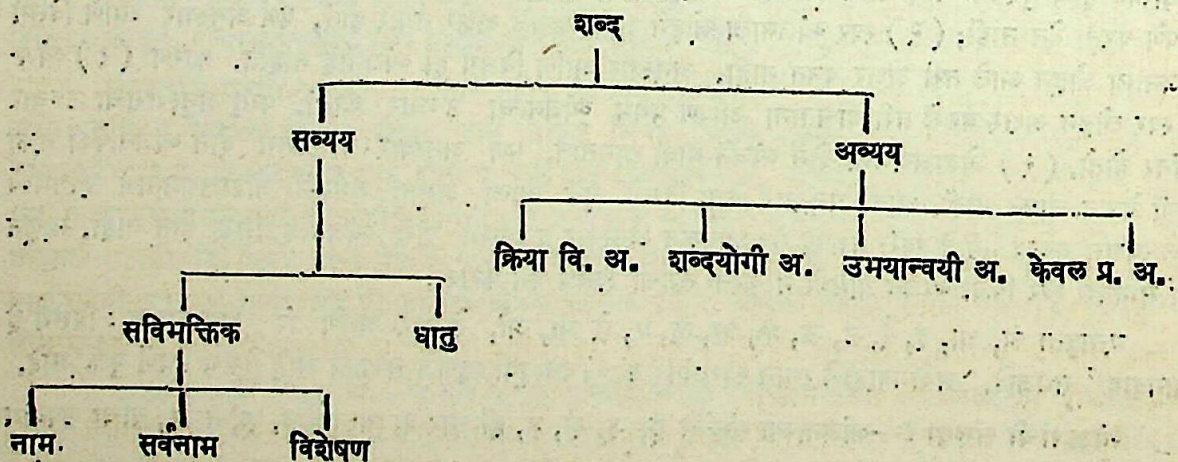 शब्द
सव्यय अव्यय
क्रिया वि. अ. शब्दयोगी अ. उभयान्वयी अ. केवल प्र. अ.
सविभक्तिक धातु
नाम. सर्वनाम विशेषण